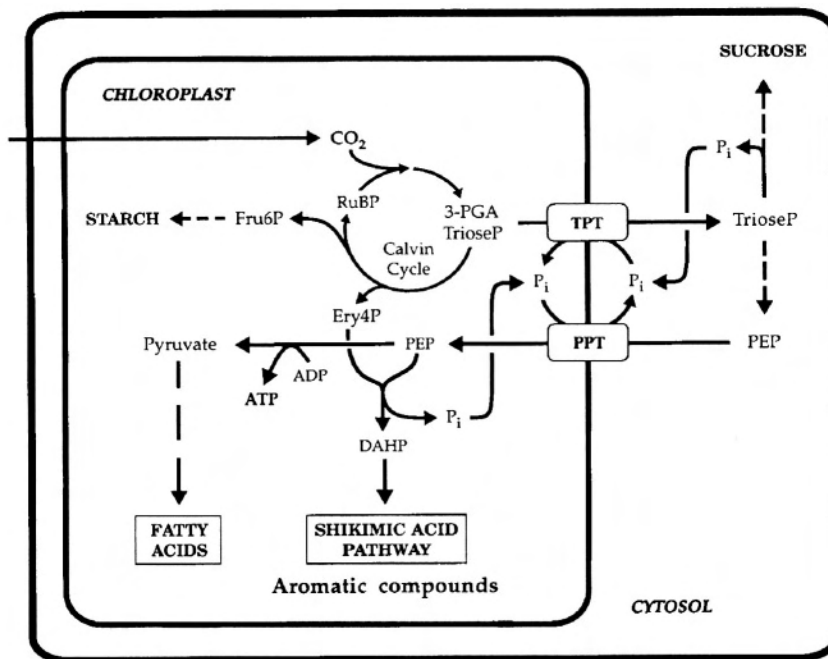 SUCROSE
CHLOROPLAST
CO2
Pi
RuBP
3-PGA
TrioseP
STARCH
Fru6P
TPT
TrioseP
Calvin
Cycle
Pi
Pi
Ery4P
Pyruvate
PEP
PPT
PEP
ADP
ATP
Pi
DAHP
FATTY
ACIDS
SHIKIMIC ACID
PATHWAY
Aromatic compounds
CYTOSOL